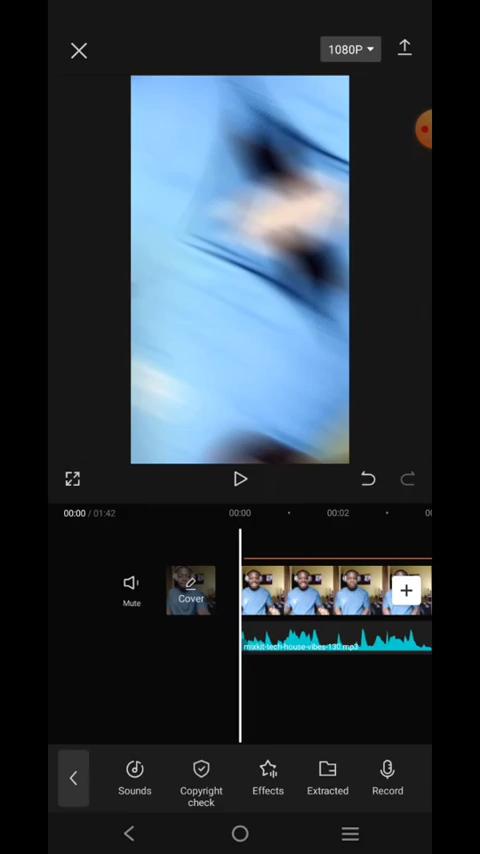 1080P
00:00 / 01:42
00:00
00:02
Mute
Cover
mixkit-tech-house-vibes-130.mp3
Sounds
Copyright
check
Effects
Extracted
Record